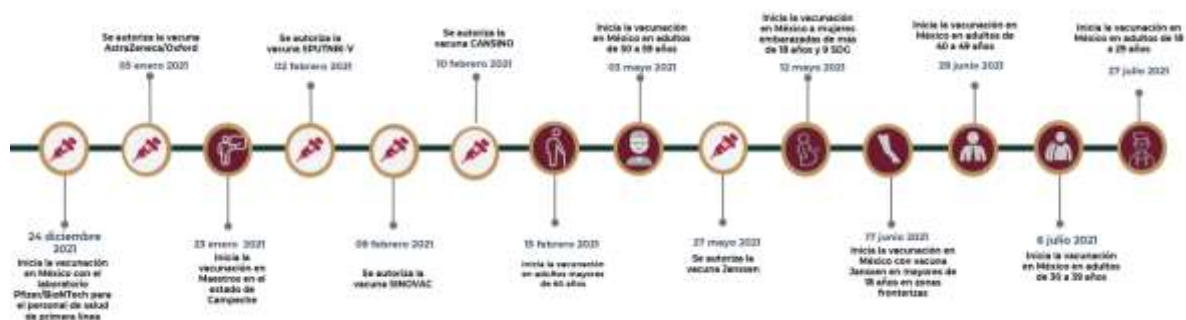 24 diciembre
2021
Inicia la vacunación
en México con el
laboratorio
Pfizer/BioNTech para
el personal de salud
de primera línea
Se autoriza la vacuna
AstraZeneca/Oxford
05 enero 2021
23 enero 2021
Inicia la
vacunación en
Maestros en el
estado de
Campeche
Se autoriza la
vacuna SPUTNIK-V
02 febrero 2021
09 febrero 2021
Se autoriza la
vacuna SINOVAC
Se autoriza la
vacuna CANSINO
10 febrero 2021
15 febrero 2021
Inicia la vacunación
en adultos mayores
de 60 años
Inicia la vacunación
en México en adultos
de 50 a 59 años
03 mayo 2021
27 mayo 2021
Se autoriza la
vacuna Janssen
Inicia la vacunación en
México a mujeres
embarazadas de más
de 18 años y 9 SDG
12 mayo 2021
17 junio 2021
Inicia la vacunación en
México con vacuna
Janssen en mayores de
18 años en zonas
fronterizas
Inicia la vacunación en
México en adultos de
40 a 49 años
29 junio 2021
6 julio 2021
Inicia la vacunación
en México en adultos
de 30 a 39 años
Inicia la vacunación en
México en adultos de 18
a 29 años
27 julio 2021